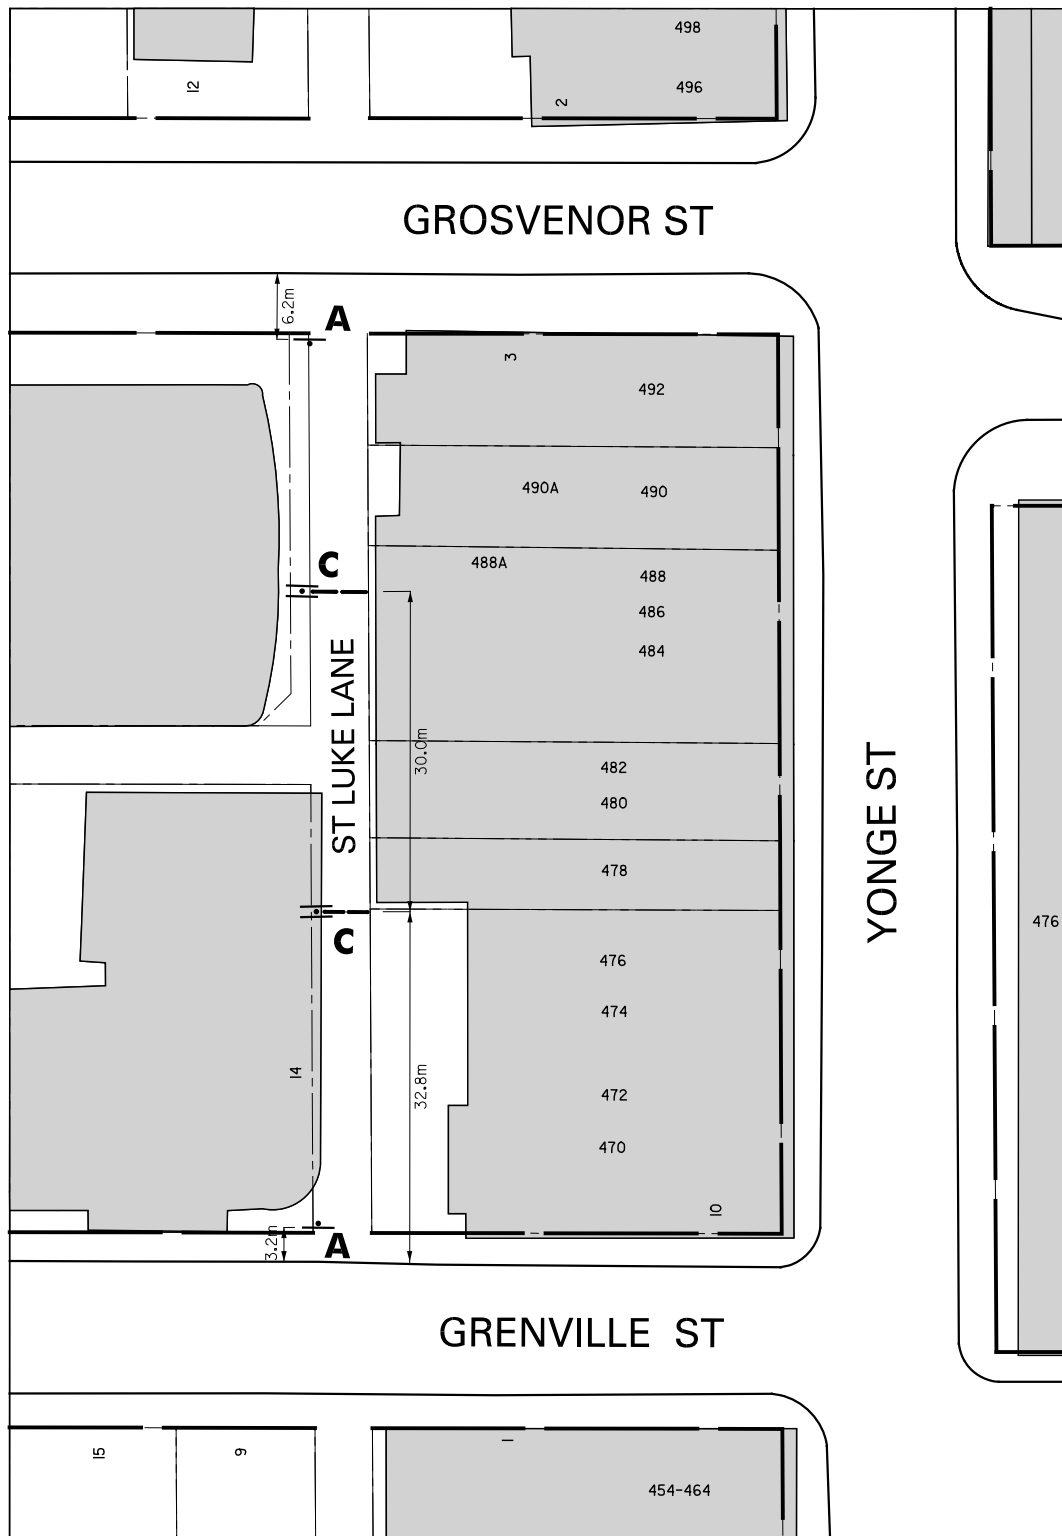 498
496
12
2
GROSVENOR ST
6.2m
A
3
492
490A
490
488A
C
488
486
484
ST LUKE LANE
30.0m
482
480
YONGE ST
478
476
C
476
474
14
32.8m
472
470
10
3.2m
A
GRENVILLE ST
15
9
1
454-464